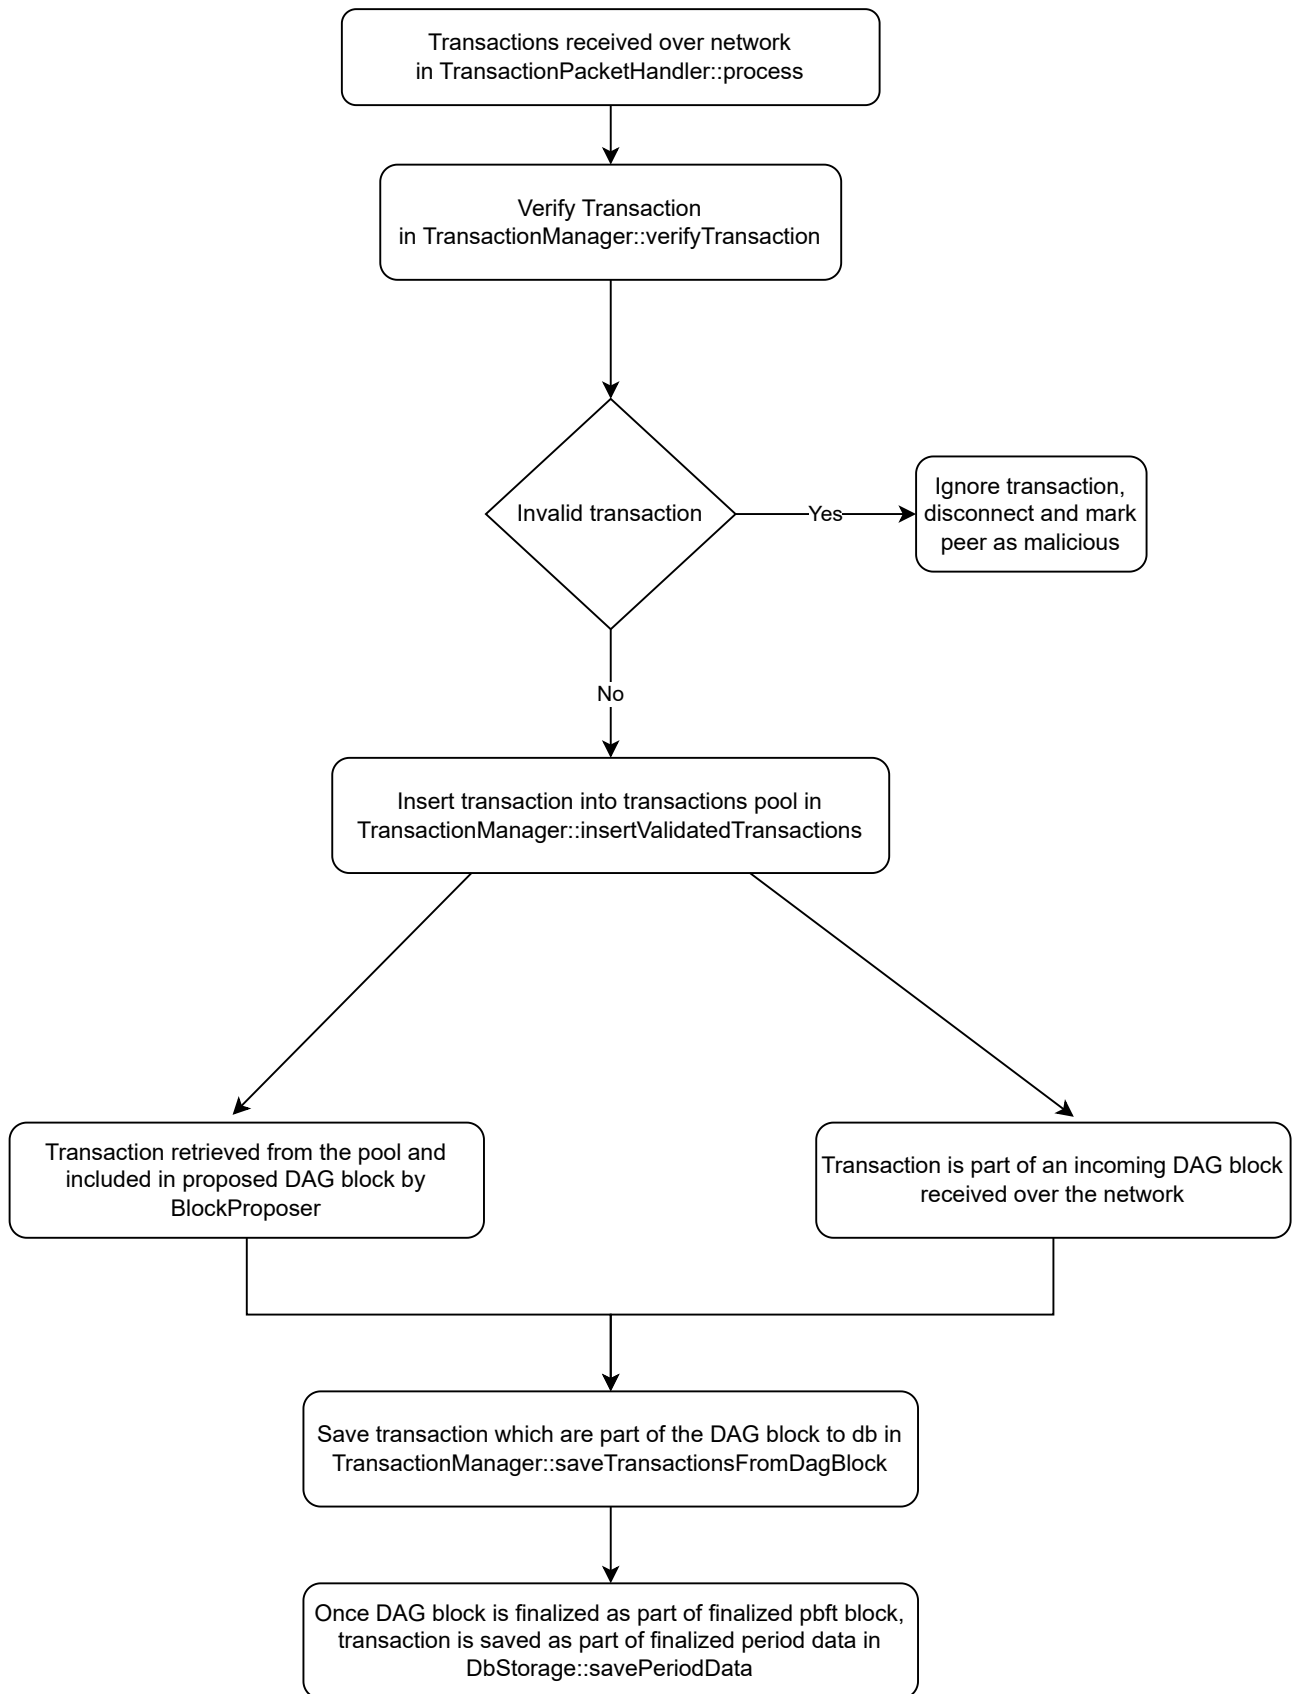 Transactions received over network
in TransactionPacketHandler::process
Verify Transaction
in TransactionManager::verifyTransaction
Invalid transaction
Yes
Ignore transaction,
disconnect and mark
peer as malicious
No
Insert transaction into transactions pool in
TransactionManager::insertValidatedTransactions
Transaction retrieved from the pool and
included in proposed DAG block by
BlockProposer
Transaction is part of an incoming DAG block
received over the network
Save transaction which are part of the DAG block to db in
TransactionManager::saveTransactionsFromDagBlock
Once DAG block is finalized as part of finalized pbft block,
transaction is saved as part of finalized period data in
DbStorage::savePeriodData